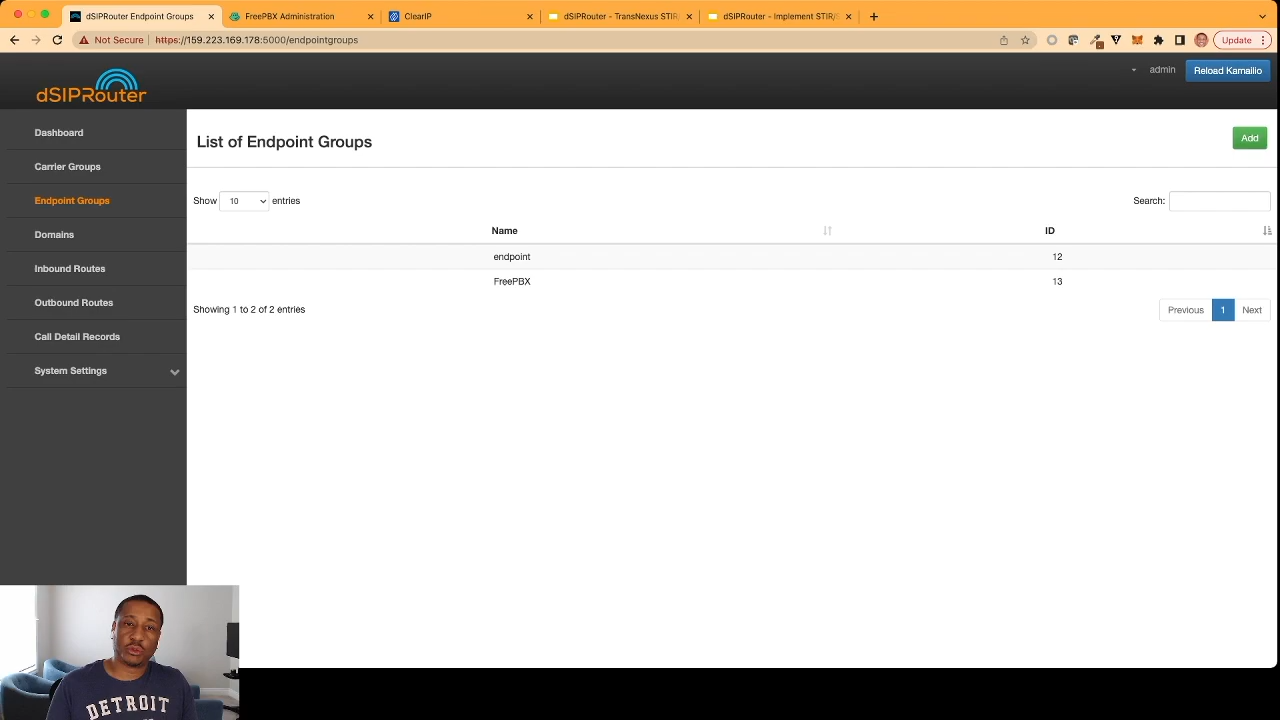 dSIPRouter Endpoint Groups
FreePBX Administration
ClearIP
dSIPRouter - TransNexus STIR/
dSIPRouter - Implement STIR/
Not Secure https://159.223.169.178:5000/endpointgroups
Update
dSIPRouter
admin
Reload Kamailio
Dashboard
Carrier Groups
Endpoint Groups
Domains
Inbound Routes
Outbound Routes
Call Detail Records
System Settings
List of Endpoint Groups
Add
Show 10 entries
Search:
Name ID
endpoint 12
FreePBX 13
Showing 1 to 2 of 2 entries
Previous 1 Next
DETROIT